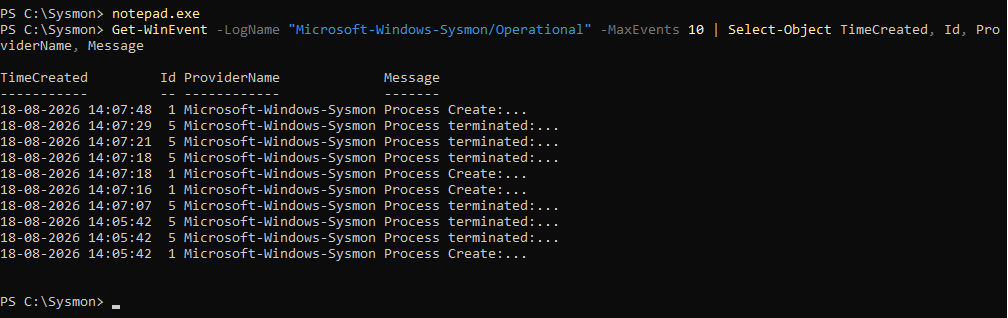 PS C:\Sysmon> notepad.exe
PS C:\Sysmon> Get-WinEvent -LogName "Microsoft-Windows-Sysmon/Operational" -MaxEvents 10 | Select-Object TimeCreated, Id, Pro
viderName, Message
TimeCreated         Id ProviderName             Message
-----------         -- ------------             -------
18-08-2026 14:07:48  1 Microsoft-Windows-Sysmon Process Create:...
18-08-2026 14:07:29  5 Microsoft-Windows-Sysmon Process terminated:...
18-08-2026 14:07:21  5 Microsoft-Windows-Sysmon Process terminated:...
18-08-2026 14:07:18  5 Microsoft-Windows-Sysmon Process terminated:...
18-08-2026 14:07:18  1 Microsoft-Windows-Sysmon Process Create:...
18-08-2026 14:07:16  1 Microsoft-Windows-Sysmon Process Create:...
18-08-2026 14:07:07  5 Microsoft-Windows-Sysmon Process terminated:...
18-08-2026 14:05:42  5 Microsoft-Windows-Sysmon Process terminated:...
18-08-2026 14:05:42  5 Microsoft-Windows-Sysmon Process terminated:...
18-08-2026 14:05:42  1 Microsoft-Windows-Sysmon Process Create:...
PS C:\Sysmon>